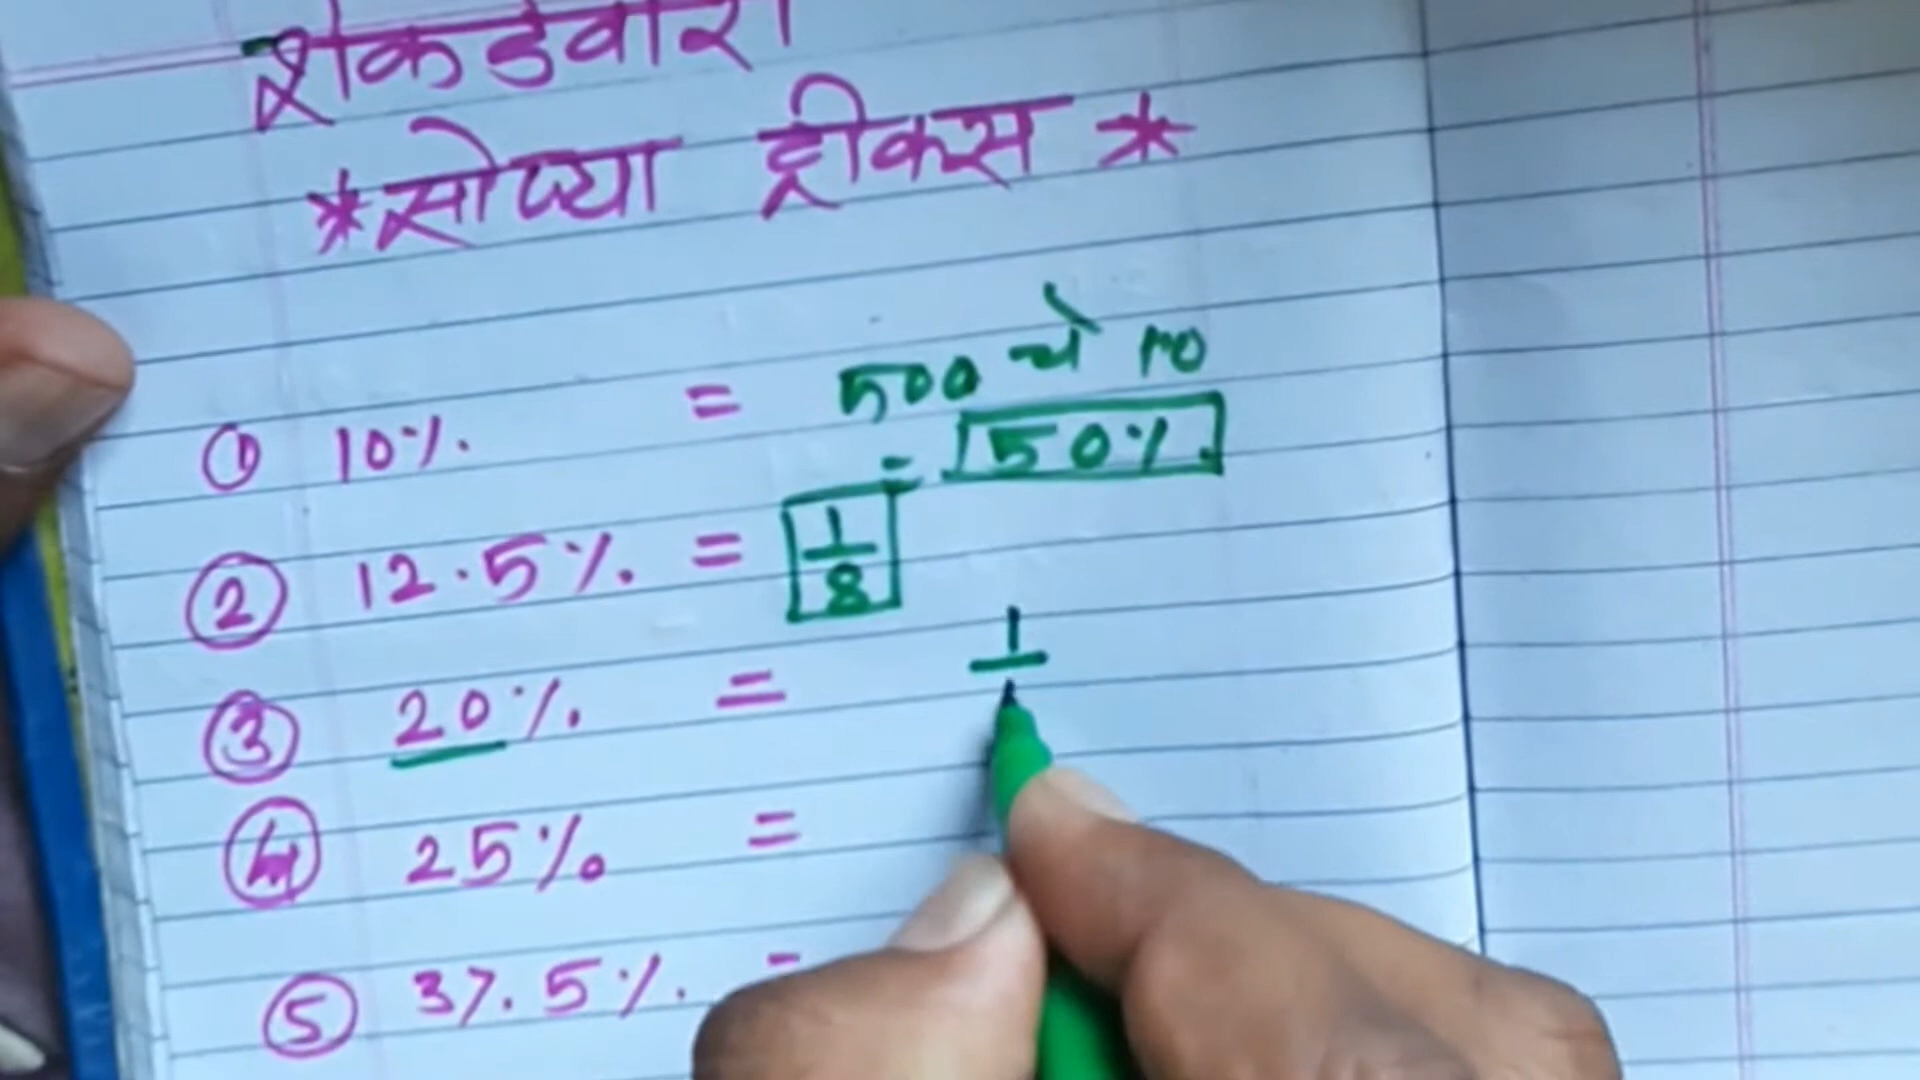 शेकडेवारी
*सोप्या ट्रीक्स*
① 10% = 500 चे 10
= 50%
② 12.5% = 1/8
③ 20% = 1/
④ 25% =
⑤ 37.5% =